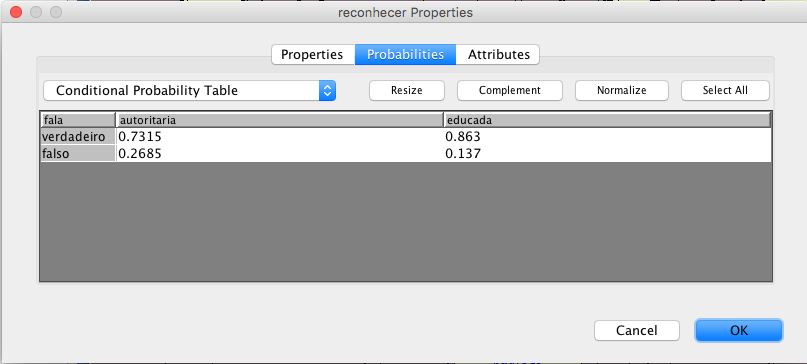 reconhecer Properties
Properties Probabilities Attributes
Conditional Probability Table Resize Complement Normalize Select All
fala autoritaria educada
verdadeiro 0.7315 0.863
falso 0.2685 0.137
Cancel OK